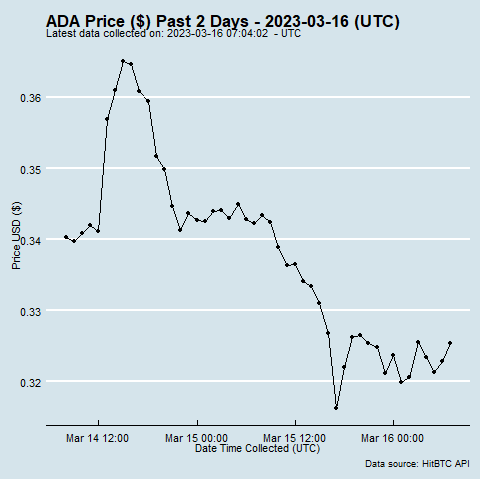 ADA Price ($) Past 2 Days - 2023-03-16 (UTC)
Latest data collected on: 2023-03-16 07:04:02  - UTC
0.36
0.35
0.34
0.33
0.32
Price USD ($)
Mar 14 12:00
Mar 15 00:00
Mar 15 12:00
Mar 16 00:00
Date Time Collected (UTC)
Data source: HitBTC API